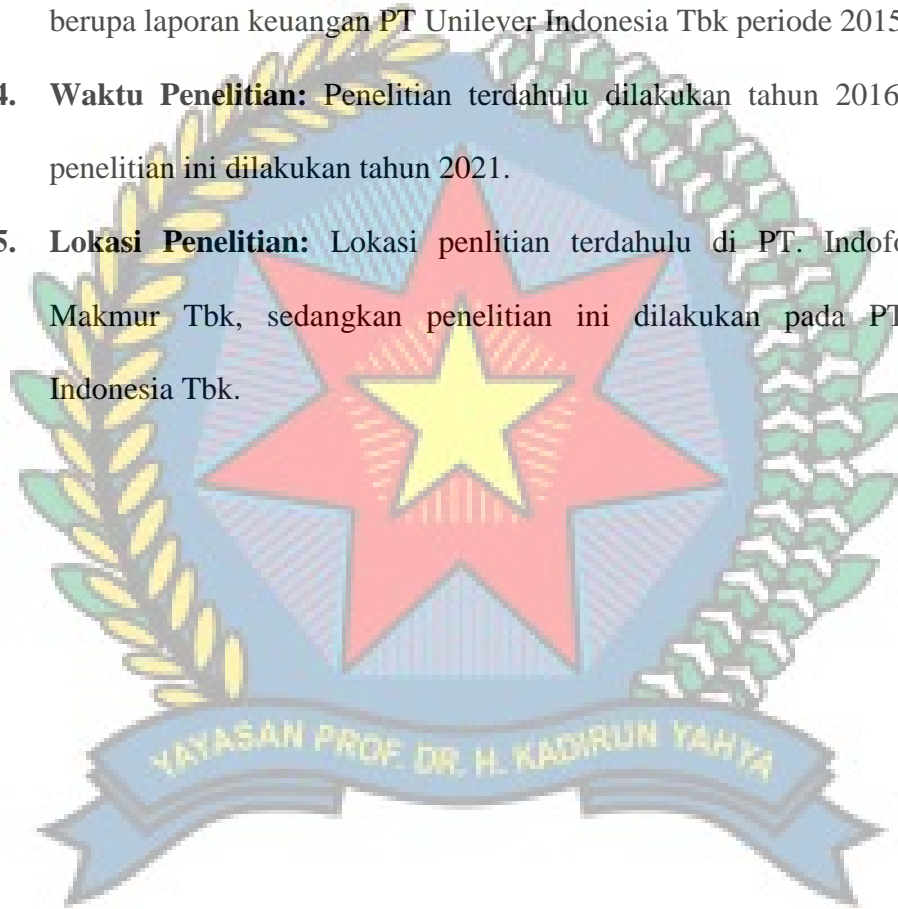 berupa laporan keuangan PT Unilever Indonesia Tbk periode 2015
4. Waktu Penelitian: Penelitian terdahulu dilakukan tahun 2016
penelitian ini dilakukan tahun 2021.
5. Lokasi Penelitian: Lokasi penlitian terdahulu di PT. Indofo
Makmur Tbk, sedangkan penelitian ini dilakukan pada PT
Indonesia Tbk.
YAYASAN PROF. DR. H. KADIRUN YAHYA